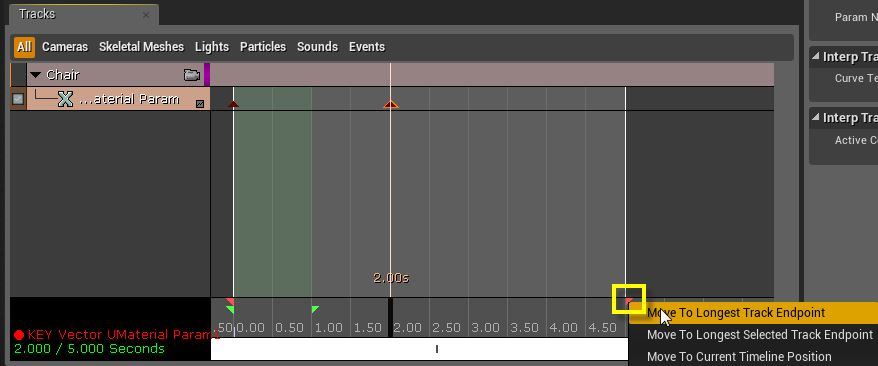 Tracks ×
All Cameras Skeletal Meshes Lights Particles Sounds Events
Chair
...aterial Param
Param N
Interp Tra
Curve Te
Interp Tra
Active C
2.00s
.50 0.00 0.50 1.00 1.50 2.00 2.50 3.00 3.50 4.00 4.50
KEY Vector UMaterial Param1
2.000 / 5.000 Seconds
Move To Longest Track Endpoint
Move To Longest Selected Track Endpoint
Move To Current Timeline Position